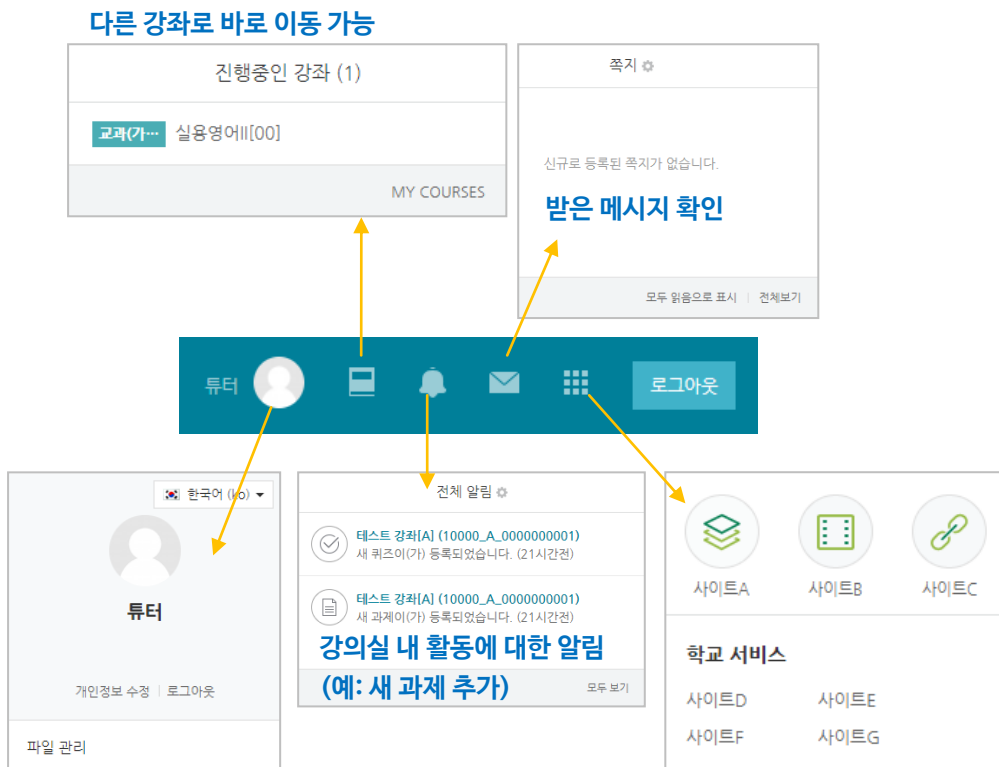 다른 강좌로 바로 이동 가능
진행중인 강좌 (1)
교과(가… 실용영어II[00]
MY COURSES
쪽지
신규로 등록된 쪽지가 없습니다.
받은 메시지 확인
모두 읽음으로 표시 | 전체보기
튜터
로그아웃
한국어 (ko)
튜터
개인정보 수정 | 로그아웃
파일 관리
전체 알림
테스트 강좌[A] (10000_A_0000000001)
새 퀴즈이(가) 등록되었습니다. (21시간전)
테스트 강좌[A] (10000_A_0000000001)
새 과제이(가) 등록되었습니다. (21시간전)
강의실 내 활동에 대한 알림
(예: 새 과제 추가)
모두 보기
사이트A 사이트B 사이트C
학교 서비스
사이트D 사이트E
사이트F 사이트G